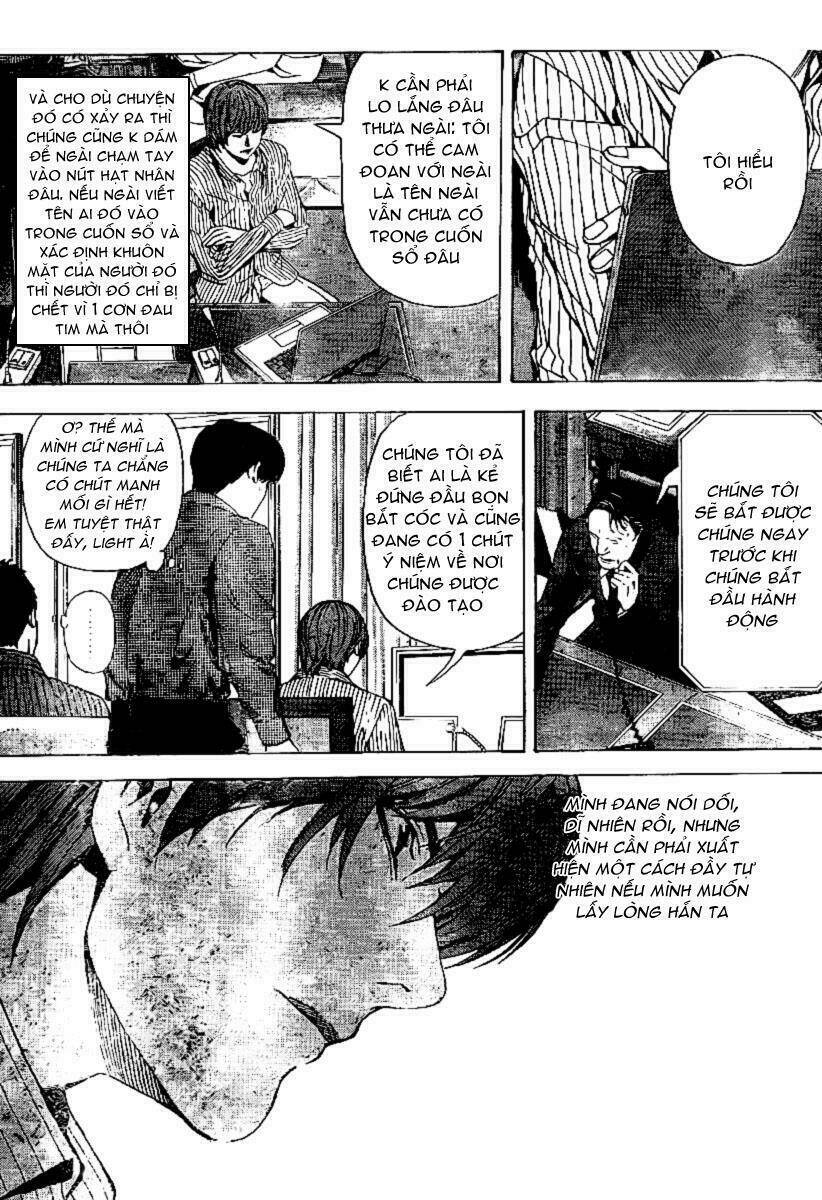 TÔI HIỂU
RỒI
K CẦN PHẢI
LO LẮNG ĐÂU
THƯA NGÀI: TÔI
CÓ THỂ CAM
ĐOAN VỚI NGÀI
LÀ TÊN NGÀI
VẪN CHƯA CÓ
TRONG CUỐN
SỔ ĐÂU
VÀ CHO DÙ CHUYỆN
ĐÓ CÓ XẢY RA THÌ
CHÚNG CŨNG K DÁM
ĐỂ NGÀI CHẠM TAY
VÀO NÚT HẠT NHÂN
ĐÂU. NẾU NGÀI VIẾT
TÊN AI ĐÓ VÀO
TRONG CUỐN SỔ VÀ
XÁC ĐỊNH KHUÔN
MẶT CỦA NGƯỜI ĐÓ
THÌ NGƯỜI ĐÓ CHỈ BỊ
CHẾT VÌ 1 CƠN ĐAU
TIM MÀ THÔI
CHÚNG TÔI
SẼ BẮT ĐƯỢC
CHÚNG NGAY
TRƯỚC KHI
CHÚNG BẮT
ĐẦU HÀNH
ĐỘNG
CHÚNG TÔI ĐÃ
BIẾT AI LÀ KẺ
ĐỨNG ĐẦU BỌN
BẮT CÓC VÀ CŨNG
ĐANG CÓ 1 CHÚT
Ý NIỆM VỀ NƠI
CHÚNG ĐƯỢC
ĐÀO TẠO
Ơ? THẾ MÀ
MÌNH CỨ NGHĨ LÀ
CHÚNG TA CHẲNG
CÓ CHÚT MANH
MỐI GÌ HẾT!
EM TUYỆT THẬT
ĐẤY, LIGHT À!
MÌNH ĐANG NÓI DỐI,
DĨ NHIÊN RỒI, NHƯNG
MÌNH CẦN PHẢI XUẤT
HIỆN MỘT CÁCH ĐẦY TỰ
NHIÊN NẾU MÌNH MUỐN
LẤY LÒNG HẮN TA